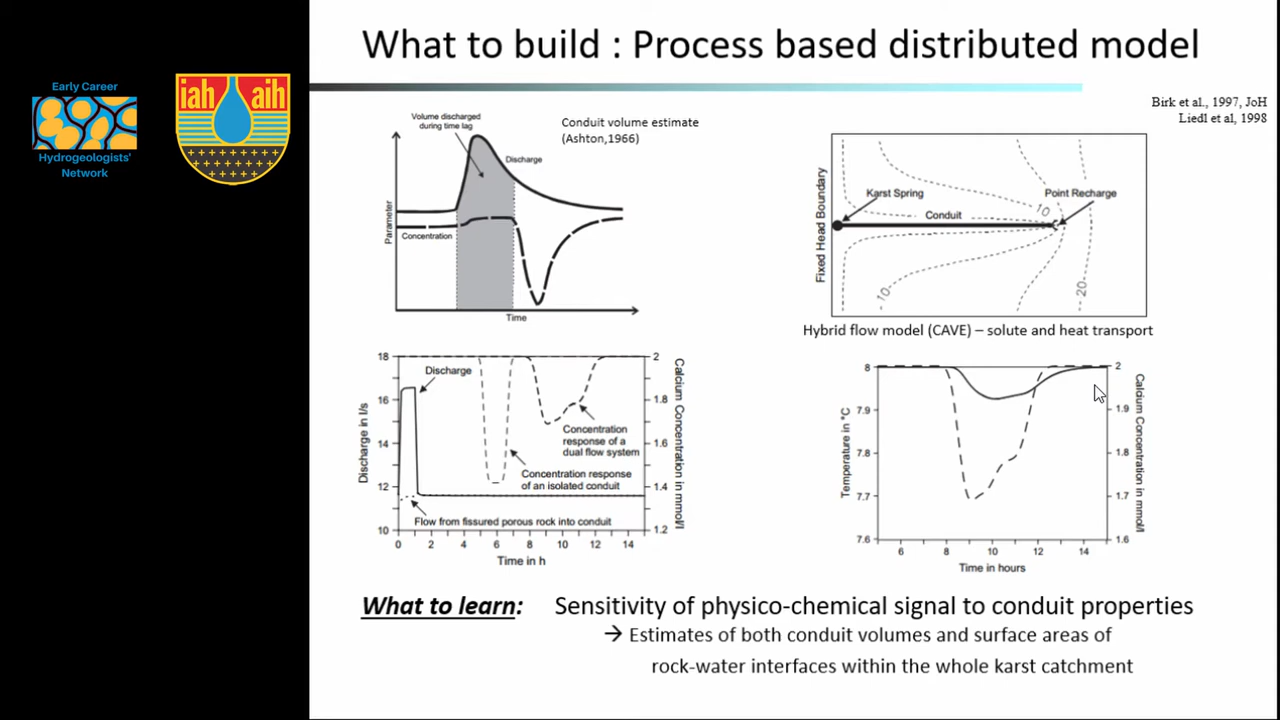 What to build : Process based distributed model
Early Career
Hydrogeologists'
Network
iah aih
Birk et al., 1997, JoH
Liedl et al, 1998
Volume discharged
during time lag
Conduit volume estimate
(Ashton,1966)
Discharge
Parameter
Concentration
Time
Fixed Head Boundary
Karst Spring
Point Recharge
Conduit
10
10
20
Hybrid flow model (CAVE) – solute and heat transport
18
16
14
12
10
Discharge in l/s
Discharge
2
1.8
1.6
1.4
1.2
Calcium Concentration in mmol/l
Concentration
response of a
dual flow system
Concentration response
of an isolated conduit
Flow from fissured porous rock into conduit
0 2 4 6 8 10 12 14
Time in h
8
7.9
7.8
7.7
7.6
Temperature in °C
2
1.9
1.8
1.7
1.6
Calcium Concentration in mmol/l
6 8 10 12 14
Time in hours
What to learn: Sensitivity of physico-chemical signal to conduit properties
→ Estimates of both conduit volumes and surface areas of
rock-water interfaces within the whole karst catchment